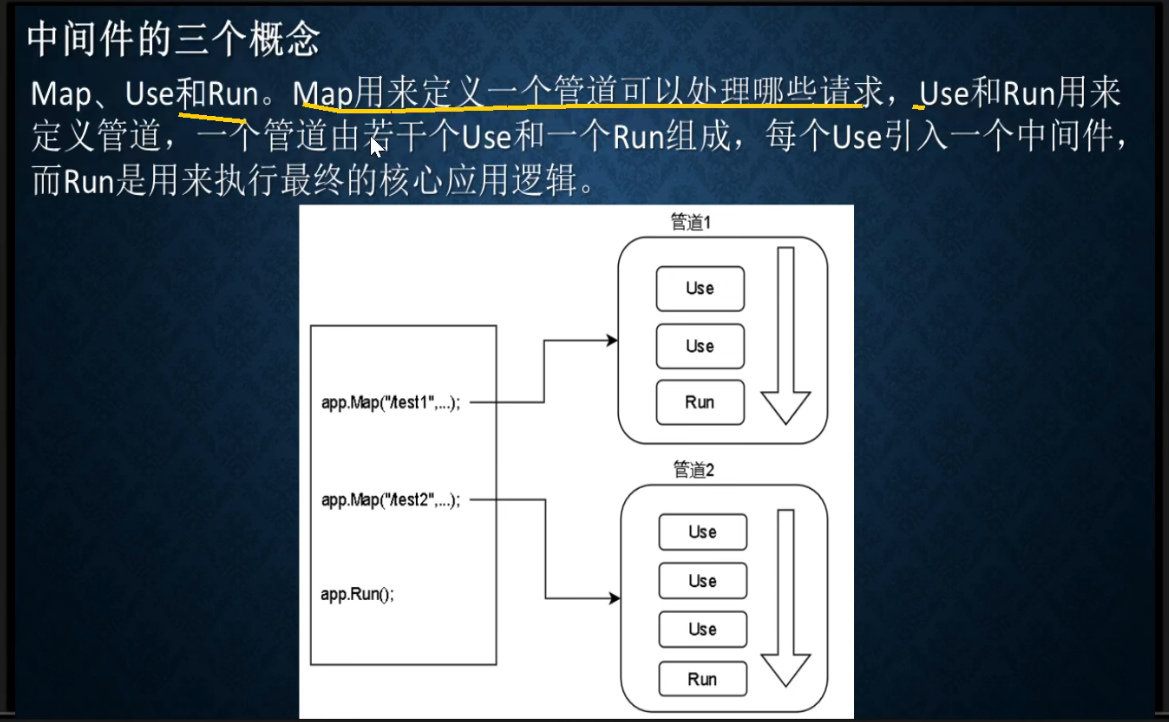 中间件的三个概念
Map、Use和Run。Map用来定义一个管道可以处理哪些请求，Use和Run用来
定义管道，一个管道由若干个Use和一个Run组成，每个Use引入一个中间件，
而Run是用来执行最终的核心应用逻辑。
管道1
Use
Use
Run
app.Map("/test1",...);
app.Map("/test2",...);
app.Run();
管道2
Use
Use
Use
Run